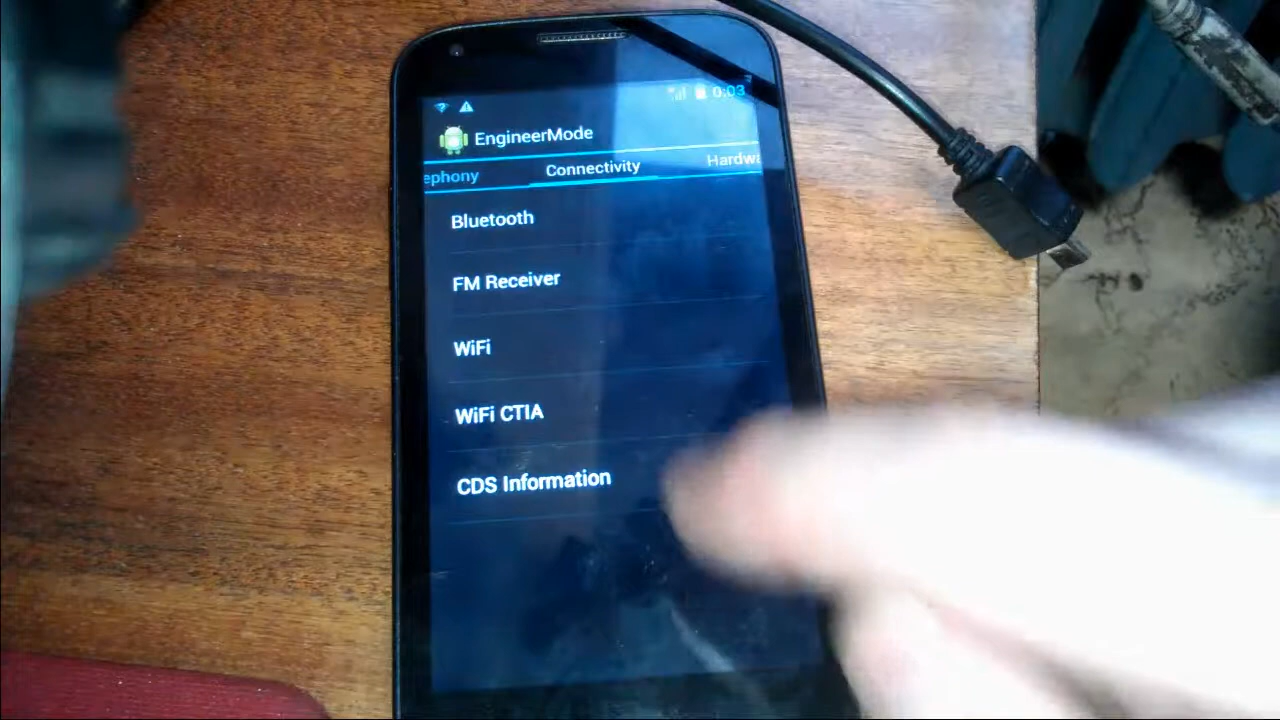 0:03
EngineerMode
ephony Connectivity Hardw
Bluetooth
FM Receiver
WiFi
WiFi CTIA
CDS Information